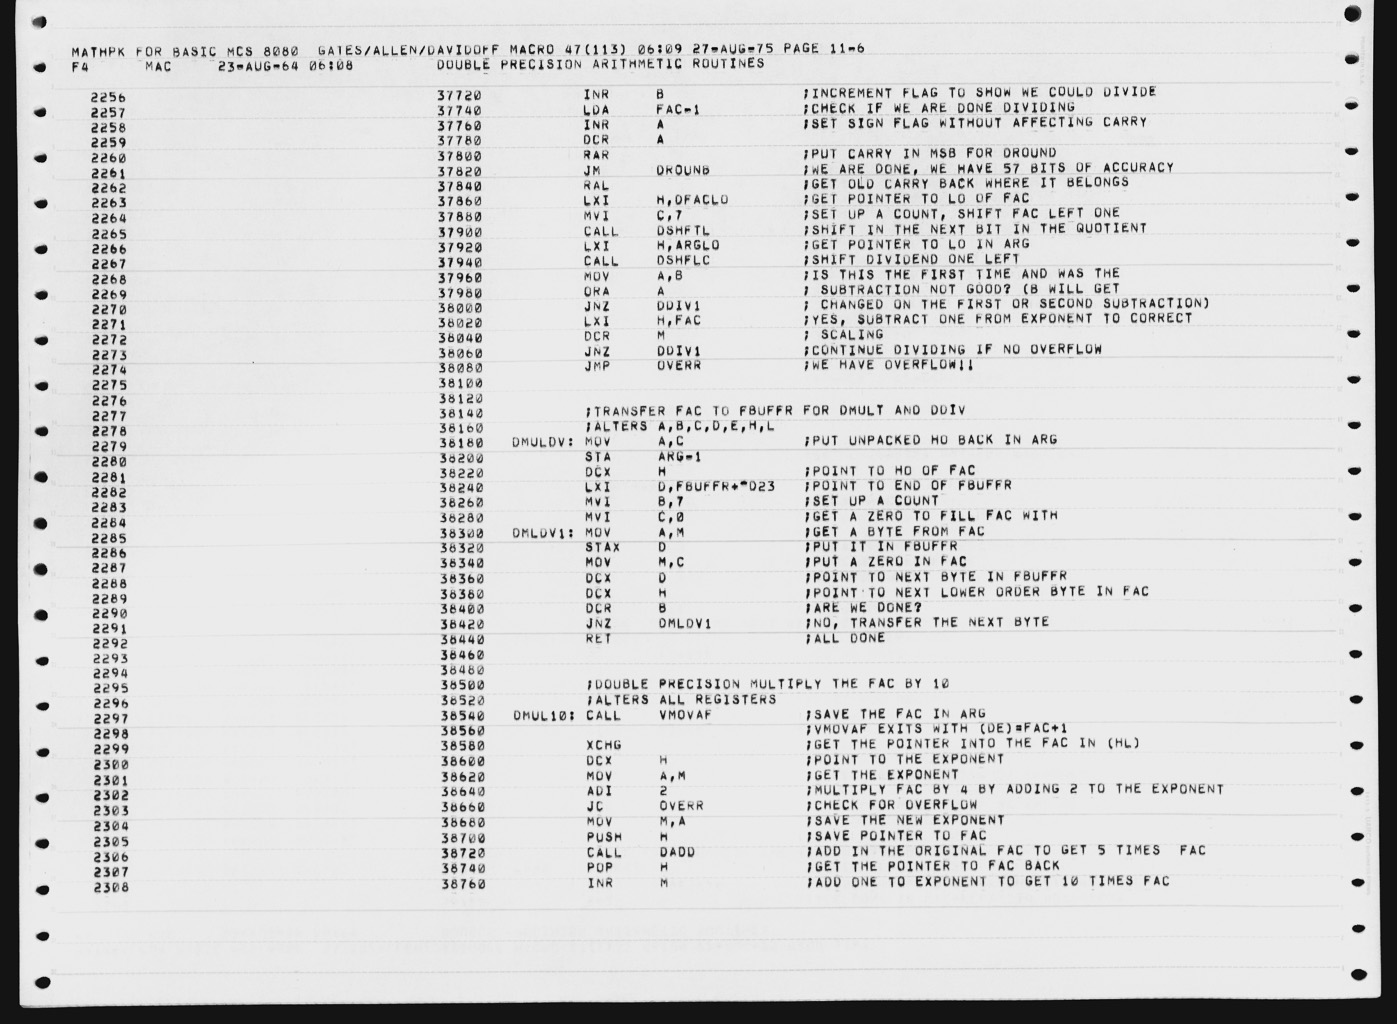 MATHPK FOR BASIC MCS 8080  GATES/ALLEN/DAVIDOFF MACRO 47(113) 06:09 27-AUG-75 PAGE 11-6
F4 MAC 23-AUG-64 06:08 DOUBLE PRECISION ARITHMETIC ROUTINES
2256 37720 INR B ;INCREMENT FLAG TO SHOW WE COULD DIVIDE
2257 37740 LDA FAC-1 ;CHECK IF WE ARE DONE DIVIDING
2258 37760 INR A ;SET SIGN FLAG WITHOUT AFFECTING CARRY
2259 37780 DCR A
2260 37800 RAR ;PUT CARRY IN MSB FOR DROUND
2261 37820 JM DROUNB ;WE ARE DONE, WE HAVE 57 BITS OF ACCURACY
2262 37840 RAL ;GET OLD CARRY BACK WHERE IT BELONGS
2263 37860 LXI H,DFACLO ;GET POINTER TO LO OF FAC
2264 37880 MVI C,7 ;SET UP A COUNT, SHIFT FAC LEFT ONE
2265 37900 CALL DSHFTL ;SHIFT IN THE NEXT BIT IN THE QUOTIENT
2266 37920 LXI H,ARGLO ;GET POINTER TO LO IN ARG
2267 37940 CALL DSHFLC ;SHIFT DIVIDEND ONE LEFT
2268 37960 MOV A,B ;IS THIS THE FIRST TIME AND WAS THE
2269 37980 ORA A ; SUBTRACTION NOT GOOD? (B WILL GET
2270 38000 JNZ DDIV1 ; CHANGED ON THE FIRST OR SECOND SUBTRACTION)
2271 38020 LXI H,FAC ;YES, SUBTRACT ONE FROM EXPONENT TO CORRECT
2272 38040 DCR M ; SCALING
2273 38060 JNZ DDIV1 ;CONTINUE DIVIDING IF NO OVERFLOW
2274 38080 JMP OVERR ;WE HAVE OVERFLOW!!
2275 38100
2276 38120
2277 38140 ;TRANSFER FAC TO FBUFFR FOR DMULT AND DDIV
2278 38160 ;ALTERS A,B,C,D,E,H,L
2279 38180 DMULDV: MOV A,C ;PUT UNPACKED HO BACK IN ARG
2280 38200 STA ARG-1
2281 38220 DCX H ;POINT TO HO OF FAC
2282 38240 LXI D,FBUFFR+^D23 ;POINT TO END OF FBUFFR
2283 38260 MVI B,7 ;SET UP A COUNT
2284 38280 MVI C,0 ;GET A ZERO TO FILL FAC WITH
2285 38300 DMLDV1: MOV A,M ;GET A BYTE FROM FAC
2286 38320 STAX D ;PUT IT IN FBUFFR
2287 38340 MOV M,C ;PUT A ZERO IN FAC
2288 38360 DCX D ;POINT TO NEXT BYTE IN FBUFFR
2289 38380 DCX H ;POINT TO NEXT LOWER ORDER BYTE IN FAC
2290 38400 DCR B ;ARE WE DONE?
2291 38420 JNZ DMLDV1 ;NO, TRANSFER THE NEXT BYTE
2292 38440 RET ;ALL DONE
2293 38460
2294 38480
2295 38500 ;DOUBLE PRECISION MULTIPLY THE FAC BY 10
2296 38520 ;ALTERS ALL REGISTERS
2297 38540 DMUL10: CALL VMOVAF ;SAVE THE FAC IN ARG
2298 38560 ;VMOVAF EXITS WITH (DE)=FAC+1
2299 38580 XCHG ;GET THE POINTER INTO THE FAC IN (HL)
2300 38600 DCX H ;POINT TO THE EXPONENT
2301 38620 MOV A,M ;GET THE EXPONENT
2302 38640 ADI 2 ;MULTIPLY FAC BY 4 BY ADDING 2 TO THE EXPONENT
2303 38660 JC OVERR ;CHECK FOR OVERFLOW
2304 38680 MOV M,A ;SAVE THE NEW EXPONENT
2305 38700 PUSH H ;SAVE POINTER TO FAC
2306 38720 CALL DADD ;ADD IN THE ORIGINAL FAC TO GET 5 TIMES  FAC
2307 38740 POP H ;GET THE POINTER TO FAC BACK
2308 38760 INR M ;ADD ONE TO EXPONENT TO GET 10 TIMES FAC